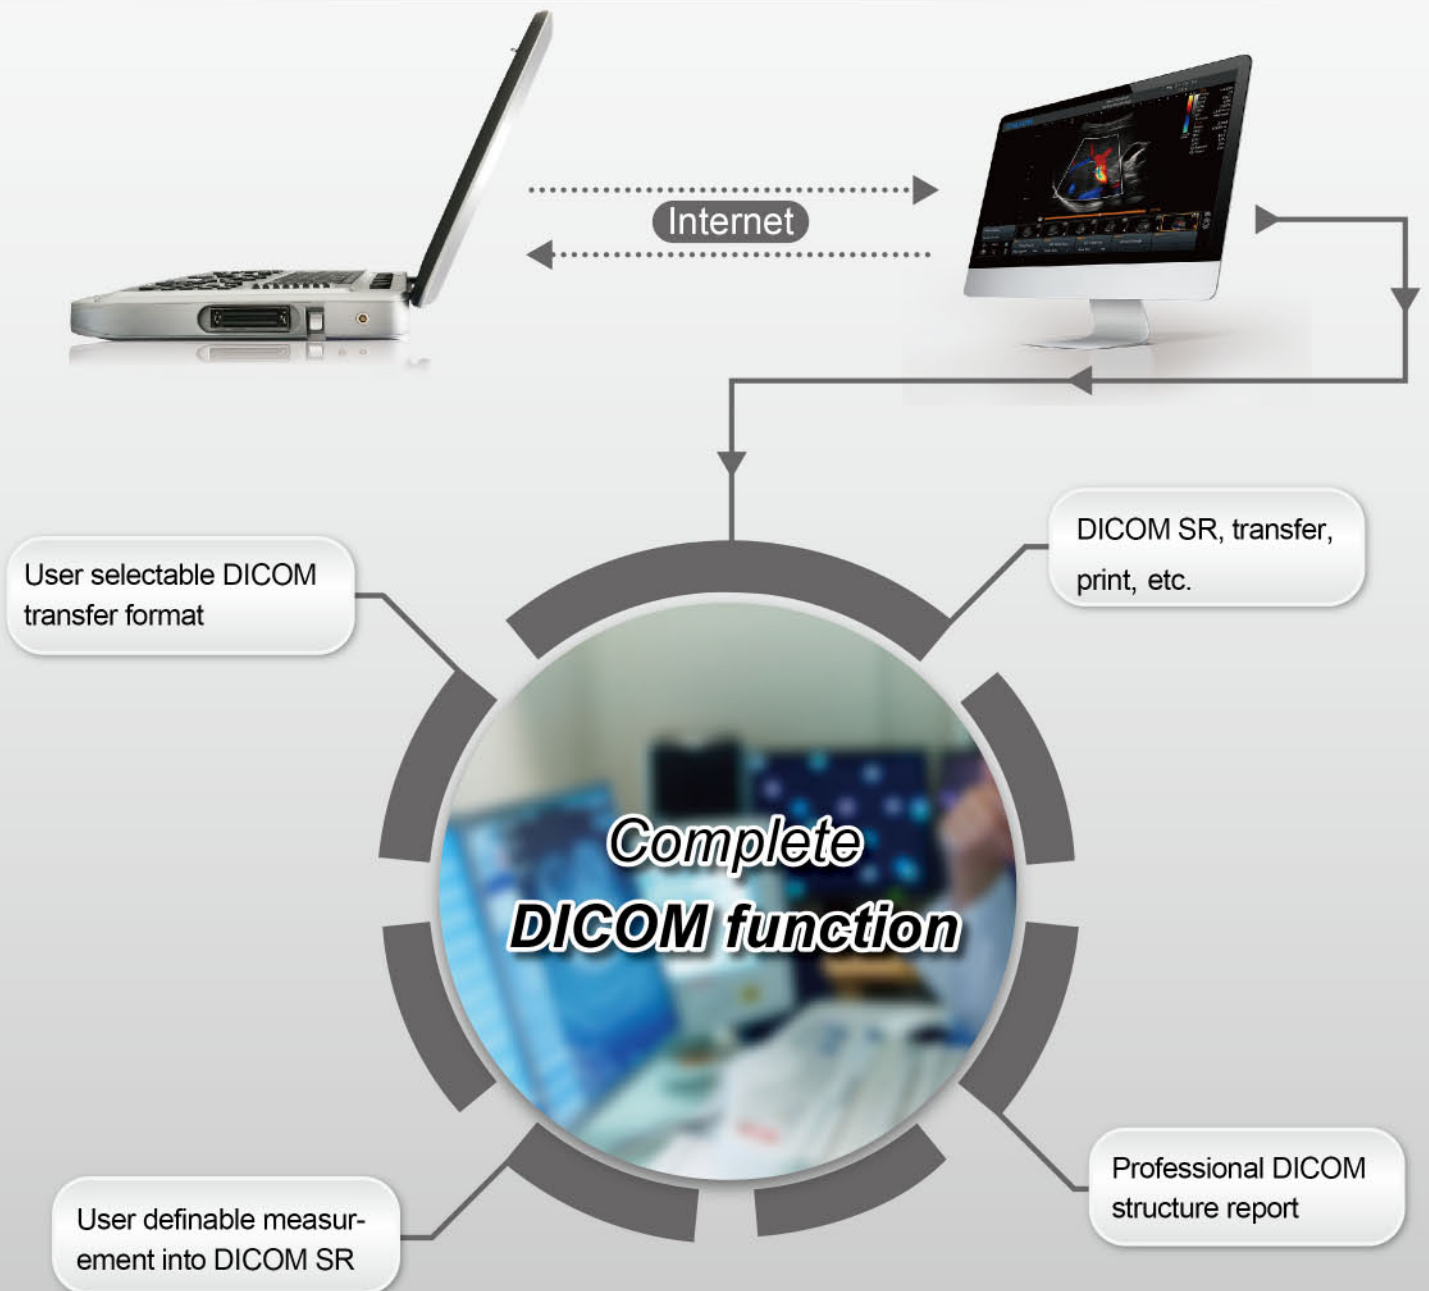 Internet
DICOM SR, transfer,
print, etc.
User selectable DICOM
transfer format
Complete
DICOM function
Professional DICOM
structure report
User definable measur-
ement into DICOM SR